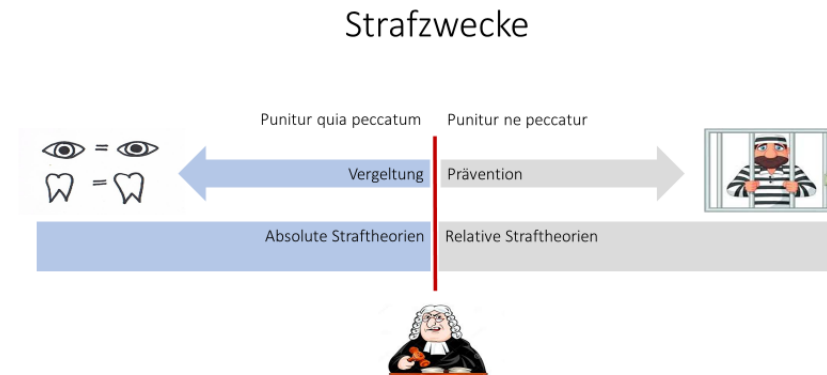 Strafzwecke
Punitur quia peccatum
Punitur ne peccatur
=
=
Vergeltung
Prävention
Absolute Straftheorien
Relative Straftheorien